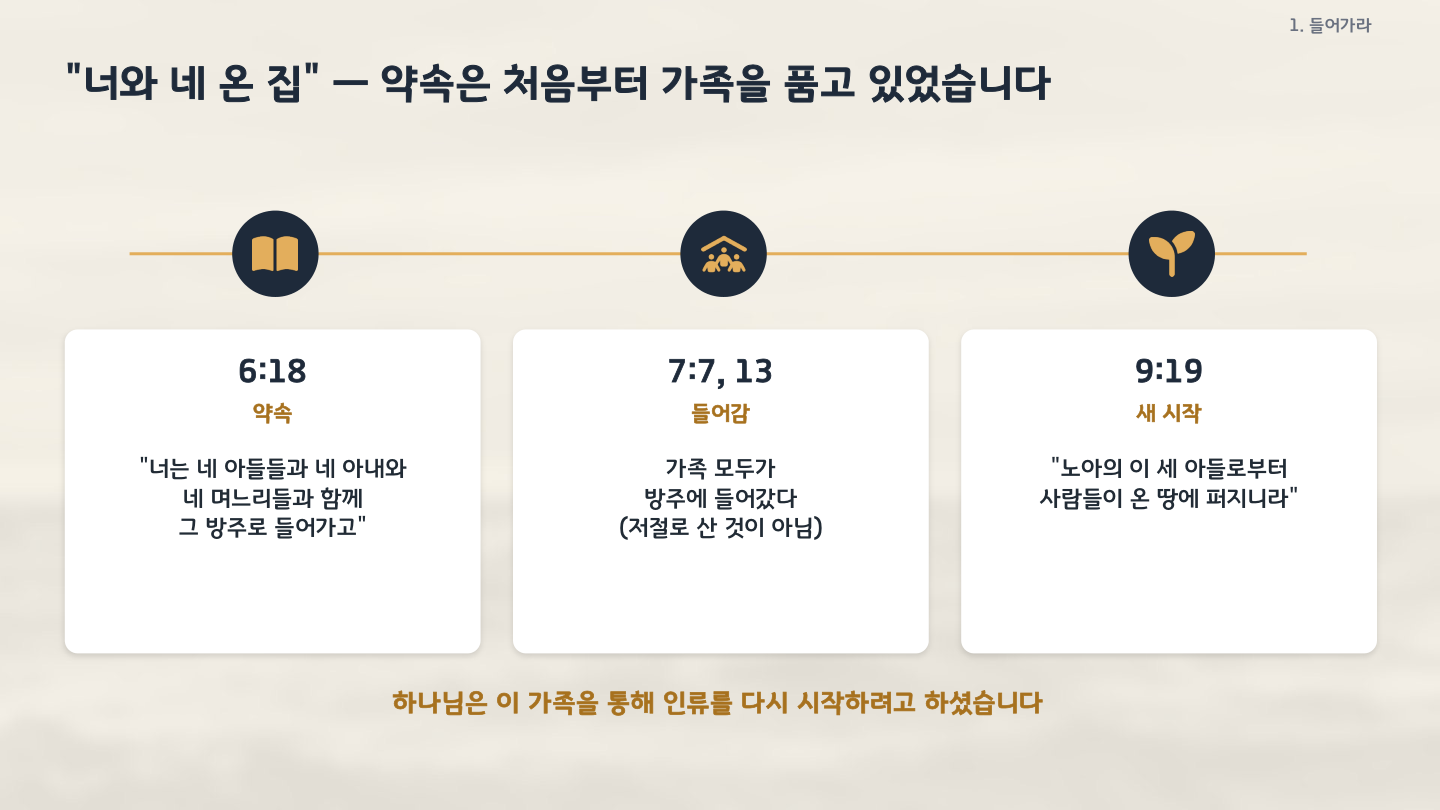 1. 들어가라
"너와 네 온 집" — 약속은 처음부터 가족을 품고 있었습니다
6:18
약속
"너는 네 아들들과 네 아내와
네 며느리들과 함께
그 방주로 들어가고"
7:7, 13
들어감
가족 모두가
방주에 들어갔다
(저절로 산 것이 아님)
9:19
새 시작
"노아의 이 세 아들로부터
사람들이 온 땅에 퍼지니라"
하나님은 이 가족을 통해 인류를 다시 시작하려고 하셨습니다